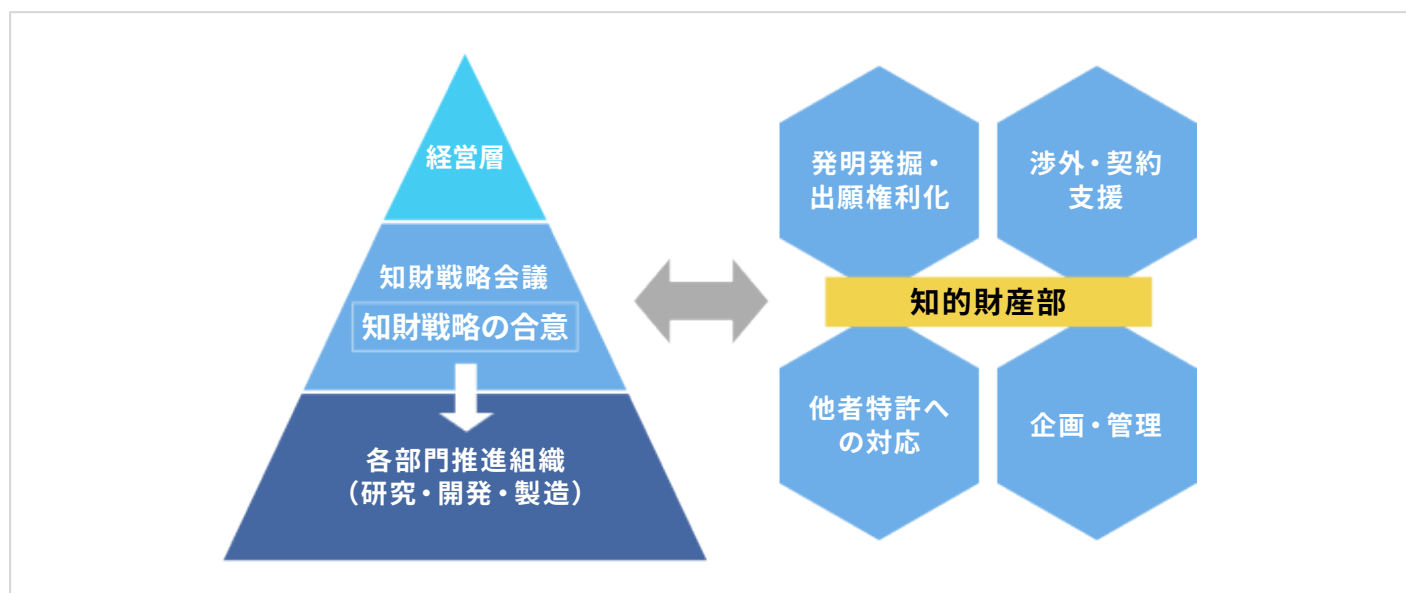 経営層
知財戦略会議
知財戦略の合意
各部門推進組織
（研究・開発・製造）
発明発掘・
出願権利化
渉外・契約
支援
知的財産部
他者特許へ
の対応
企画・管理